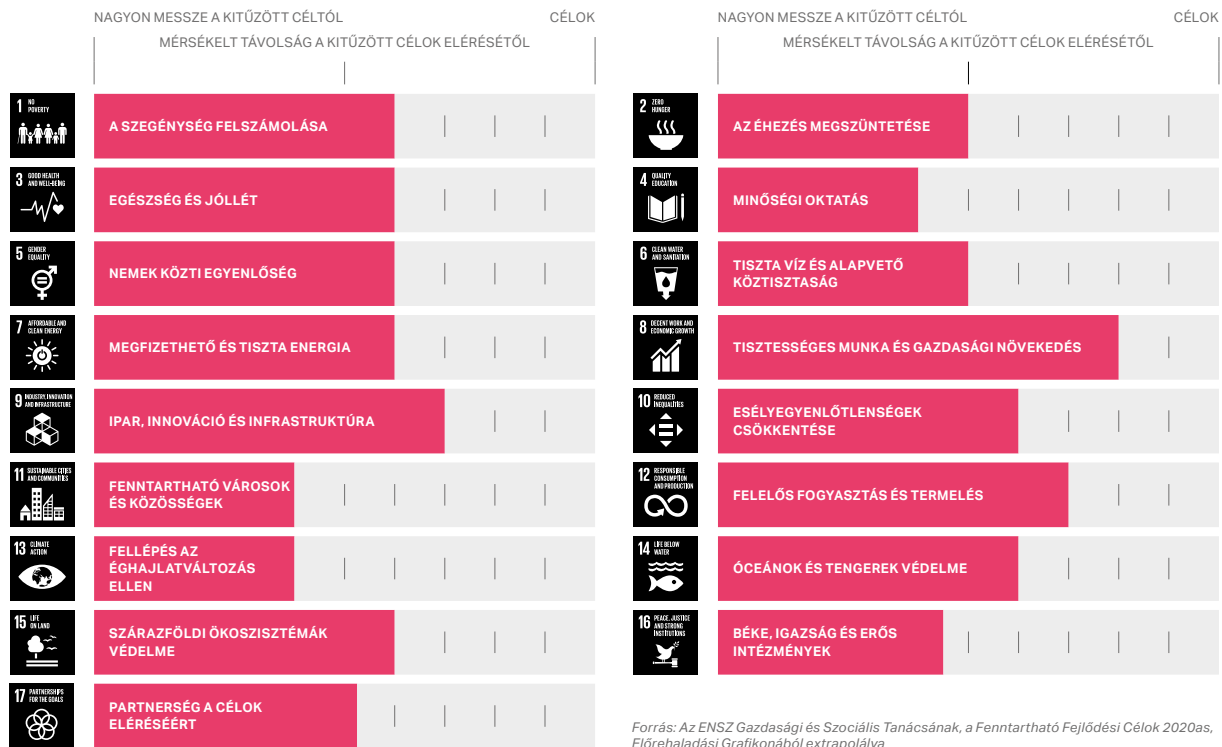 NAGYON MESSZE A KITŰZÖTT CÉLTÓL
CÉLOK
MÉRSÉKELT TÁVOLSÁG A KITŰZÖTT CÉLOK ELÉRÉSÉTŐL
NAGYON MESSZE A KITŰZÖTT CÉLTÓL
CÉLOK
MÉRSÉKELT TÁVOLSÁG A KITŰZÖTT CÉLOK ELÉRÉSÉTŐL
1 NO
POVERTY
A SZEGÉNYSÉG FELSZÁMOLÁSA
2 ZERO
HUNGER
AZ ÉHEZÉS MEGSZÜNTETÉSE
3 GOOD HEALTH
AND WELL-BEING
EGÉSZSÉG ÉS JÓLLÉT
4 QUALITY
EDUCATION
MINŐSÉGI OKTATÁS
5 GENDER
EQUALITY
NEMEK KÖZTI EGYENLŐSÉG
6 CLEAN WATER
AND SANITATION
TISZTA VÍZ ÉS ALAPVETŐ
KÖZTISZTASÁG
7 AFFORDABLE AND
CLEAN ENERGY
MEGFIZETHETŐ ÉS TISZTA ENERGIA
8 DECENT WORK AND
ECONOMIC GROWTH
TISZTESSÉGES MUNKA ÉS GAZDASÁGI NÖVEKEDÉS
9 INDUSTRY, INNOVATION
AND INFRASTRUCTURE
IPAR, INNOVÁCIÓ ÉS INFRASTRUKTÚRA
10 REDUCED
INEQUALITIES
ESÉLYEGYENLŐTLENSÉGEK
CSÖKKENTÉSE
11 SUSTAINABLE CITIES
AND COMMUNITIES
FENNTARTHATÓ VÁROSOK
ÉS KÖZÖSSÉGEK
12 RESPONSIBLE
CONSUMPTION
AND PRODUCTION
FELELŐS FOGYASZTÁS ÉS TERMELÉS
13 CLIMATE
ACTION
FELLÉPÉS AZ
ÉGHAJLATVÁLTOZÁS
ELLEN
14 LIFE BELOW
WATER
ÓCEÁNOK ÉS TENGEREK VÉDELME
15 LIFE
ON LAND
SZÁRAZFÖLDI ÖKOSZISZTÉMÁK
VÉDELME
16 PEACE, JUSTICE
AND STRONG
INSTITUTIONS
BÉKE, IGAZSÁG ÉS ERŐS
INTÉZMÉNYEK
17 PARTNERSHIPS
FOR THE GOALS
PARTNERSÉG A CÉLOK
ELÉRÉSÉÉRT
Forrás: Az ENSZ Gazdasági és Szociális Tanácsának, a Fenntartható Fejlődési Célok 2020as,
Előrehaladási Grafikonából extrapolálva